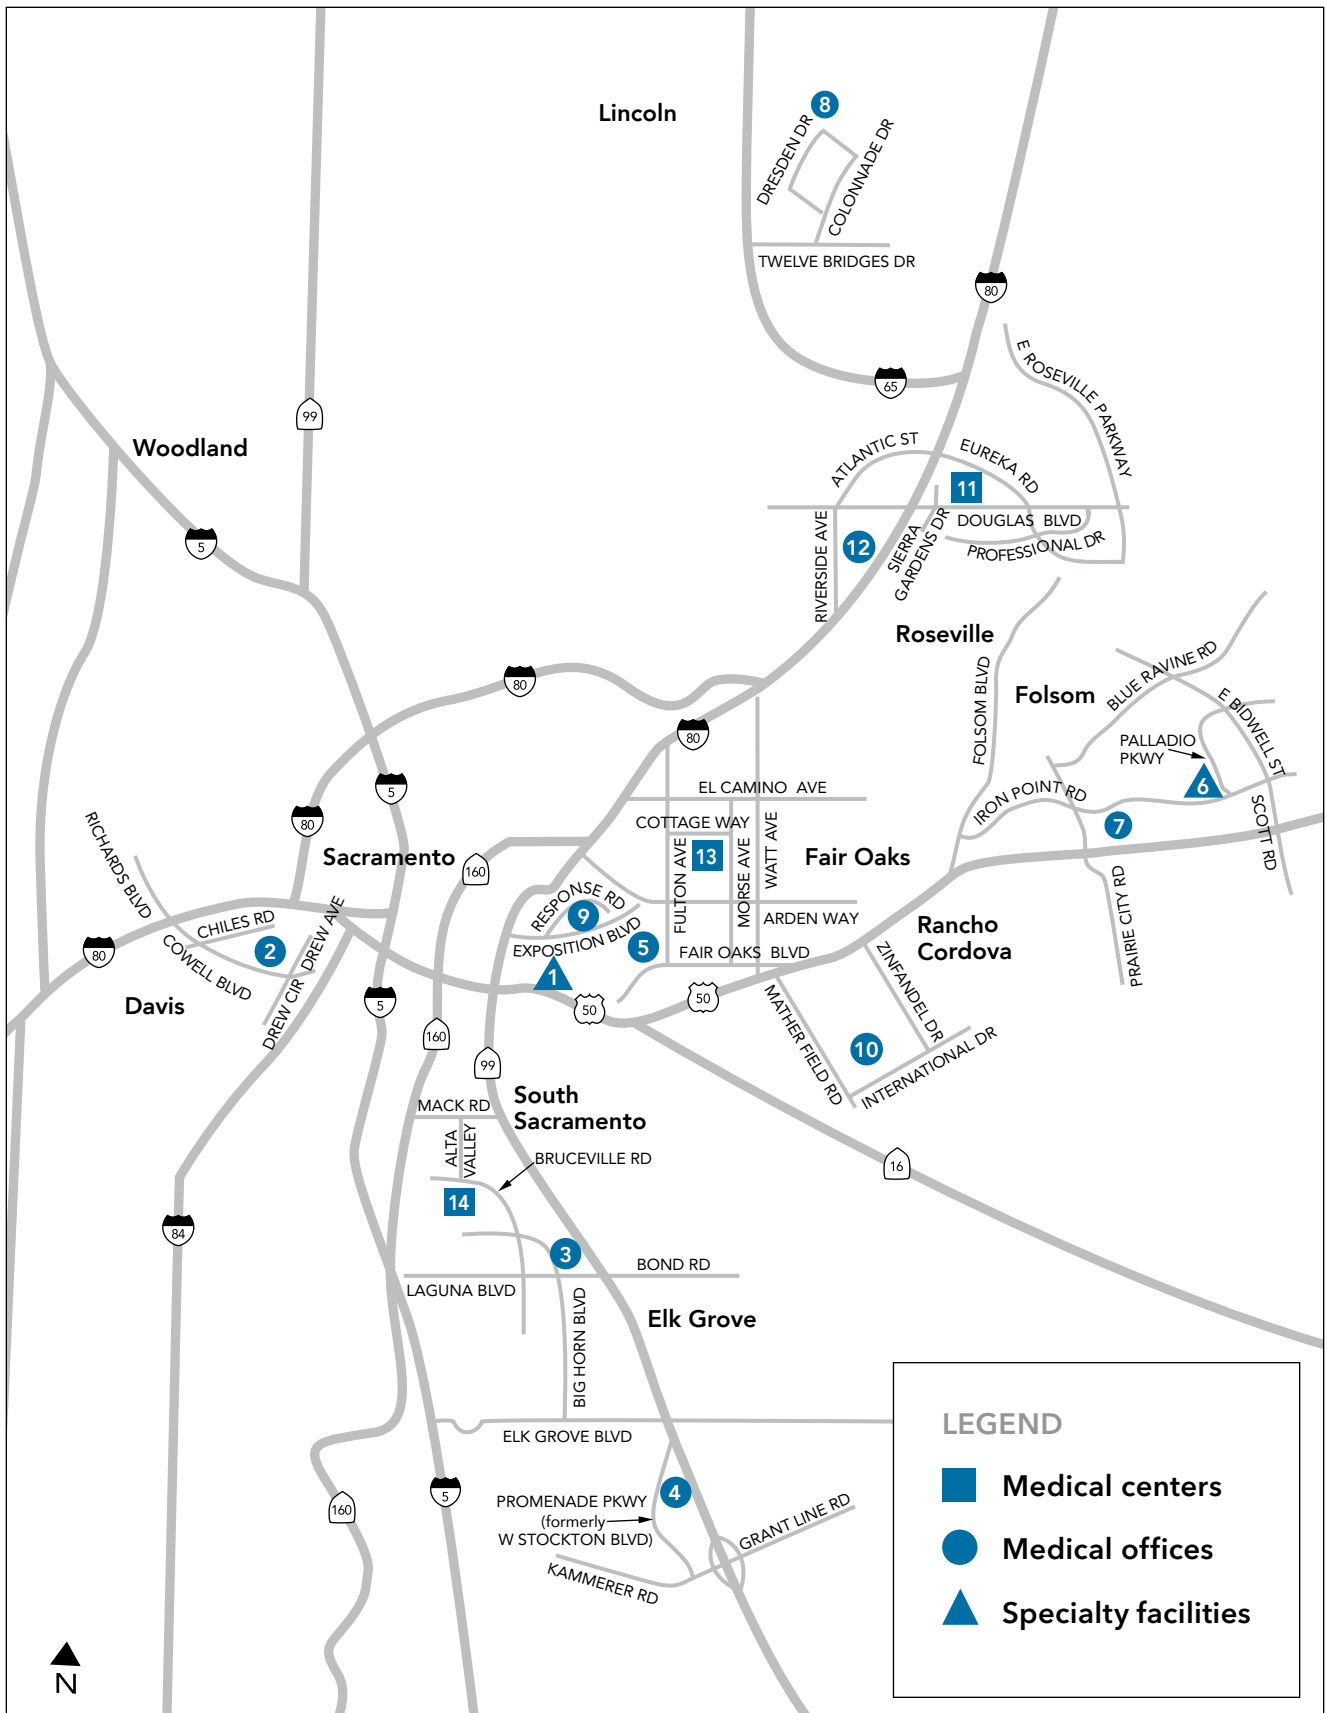 Lincoln
8
DRESDEN DR
COLONNADE DR
TWELVE BRIDGES DR
80
E ROSEVILLE PARKWAY
65
99
Woodland
ATLANTIC ST
EUREKA RD
11
5
DOUGLAS BLVD
RIVERSIDE AVE
12
SIERRA
GARDENS DR
PROFESSIONAL DR
Roseville
80
FOLSOM BLVD
Folsom
BLUE RAVINE RD
E BIDWELL ST
80
PALLADIO
PKWY
6
5
EL CAMINO AVE
IRON POINT RD
7
SCOTT RD
80
RICHARDS BLVD
COTTAGE WAY
Sacramento
160
FULTON AVE
13
MORSE AVE
WATT AVE
Fair Oaks
PRAIRIE CITY RD
CHILES RD
DREW AVE
RESPONSE RD
9
ARDEN WAY
Rancho
Cordova
80
COWELL BLVD
2
EXPOSITION BLVD
5
FAIR OAKS BLVD
1
ZINFANDEL DR
Davis
DREW CIR
5
50
50
MATHER FIELD RD
10
INTERNATIONAL DR
160
99
MACK RD
South
Sacramento
ALTA
VALLEY
BRUCEVILLE RD
16
14
84
3
BOND RD
LAGUNA BLVD
Elk Grove
BIG HORN BLVD
ELK GROVE BLVD
160
5
PROMENADE PKWY
(formerly
W STOCKTON BLVD)
4
GRANT LINE RD
KAMMERER RD
LEGEND
Medical centers
Medical offices
Specialty facilities
N